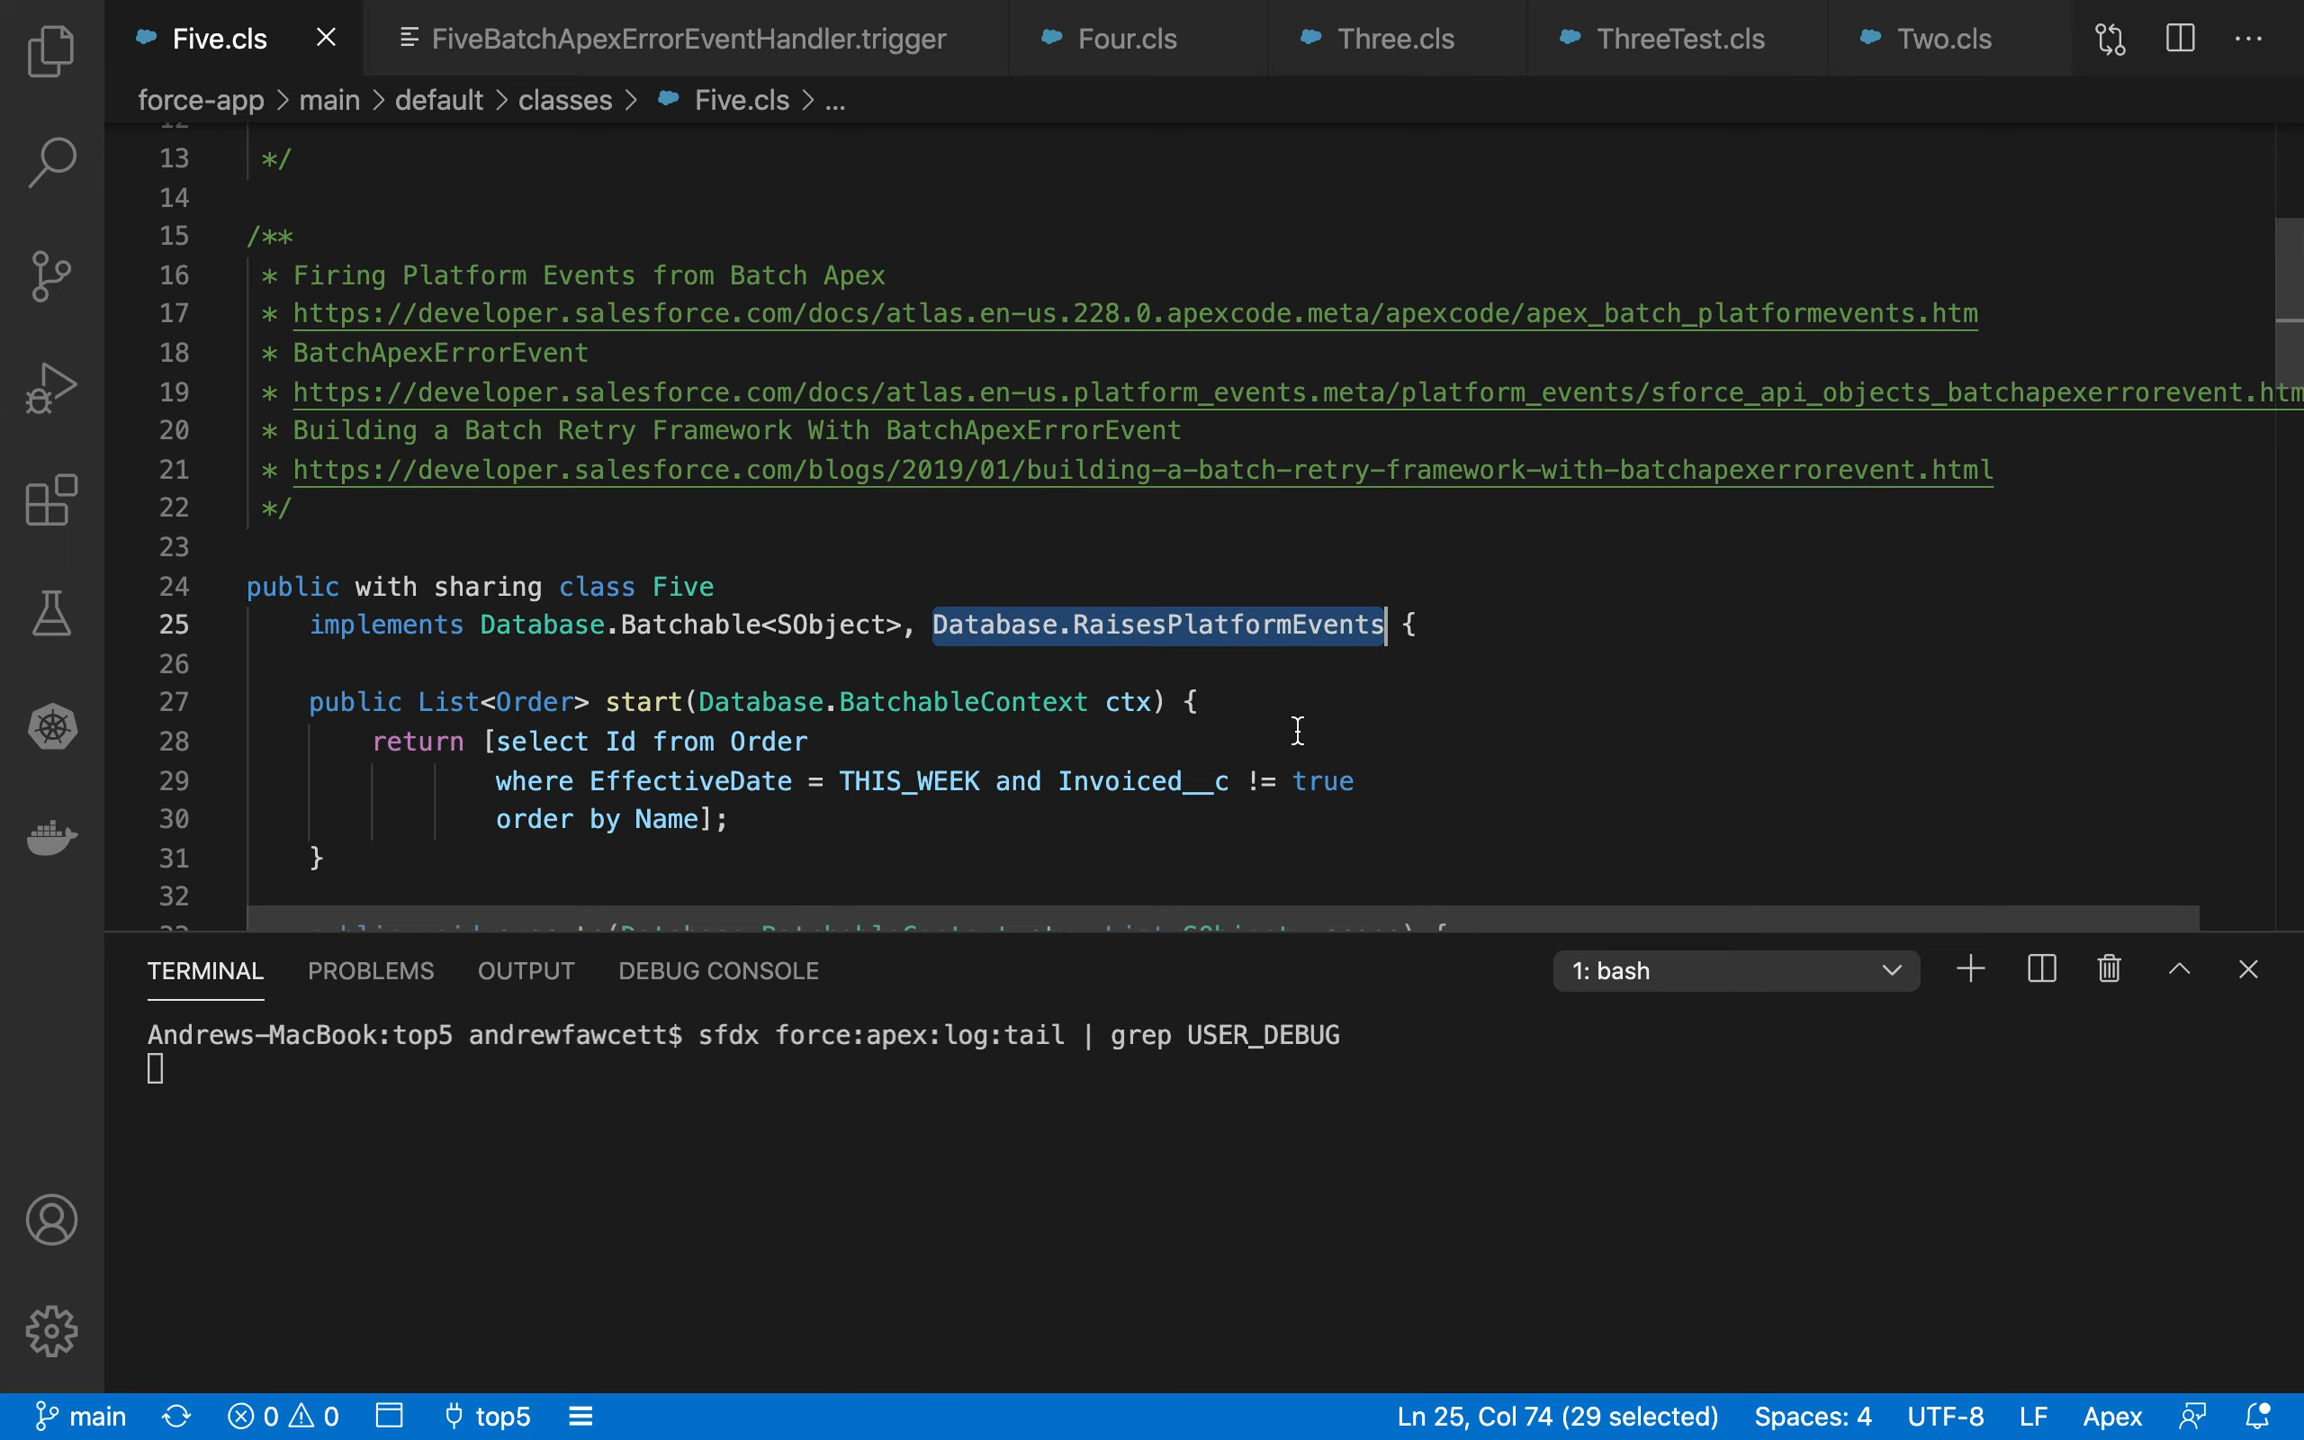 Five.cls
FiveBatchApexErrorEventHandler.trigger
Four.cls
Three.cls
ThreeTest.cls
Two.cls
force-app > main > default > classes > Five.cls > ...
12
13 */
14
15 /**
16 * Firing Platform Events from Batch Apex
17 * https://developer.salesforce.com/docs/atlas.en-us.228.0.apexcode.meta/apexcode/apex_batch_platformevents.htm
18 * BatchApexErrorEvent
19 * https://developer.salesforce.com/docs/atlas.en-us.platform_events.meta/platform_events/sforce_api_objects_batchapexerrorevent.htm
20 * Building a Batch Retry Framework With BatchApexErrorEvent
21 * https://developer.salesforce.com/blogs/2019/01/building-a-batch-retry-framework-with-batchapexerrorevent.html
22 */
23
24 public with sharing class Five
25 implements Database.Batchable<SObject>, Database.RaisesPlatformEvents {
26
27 public List<Order> start(Database.BatchableContext ctx) {
28 return [select Id from Order
29 where EffectiveDate = THIS_WEEK and Invoiced__c != true
30 order by Name];
31 }
32
TERMINAL PROBLEMS OUTPUT DEBUG CONSOLE 1: bash
Andrews-MacBook:top5 andrewfawcett$ sfdx force:apex:log:tail | grep USER_DEBUG
main 0 0 top5 Ln 25, Col 74 (29 selected) Spaces: 4 UTF-8 LF Apex